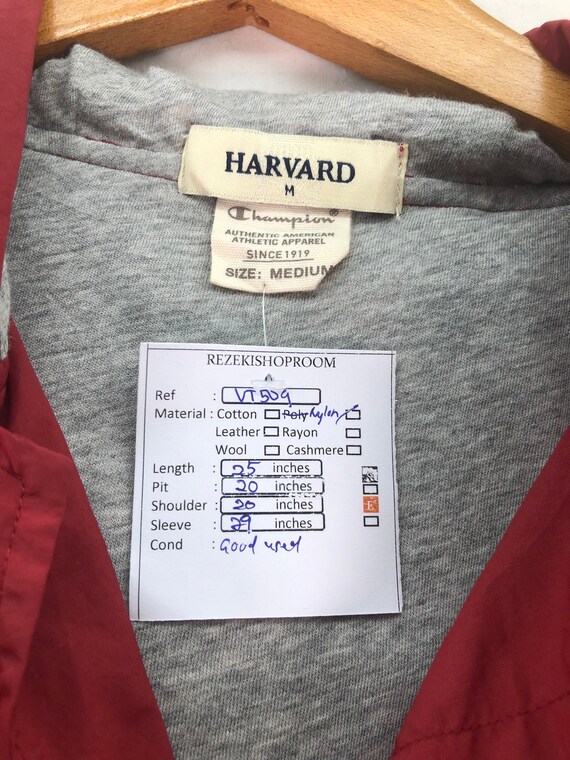 HARVARD
M
Champion®
AUTHENTIC AMERICAN
ATHLETIC APPAREL
SINCE 1919
SIZE: MEDIUM
REZEKISHOPROOM
Ref : VT509
Material : Cotton Poly Nylon
Leather Rayon
Wool Cashmere
Length : 25 inches
Pit : 20 inches
Shoulder : 20 inches
Sleeve : 29 inches
Cond : Good used